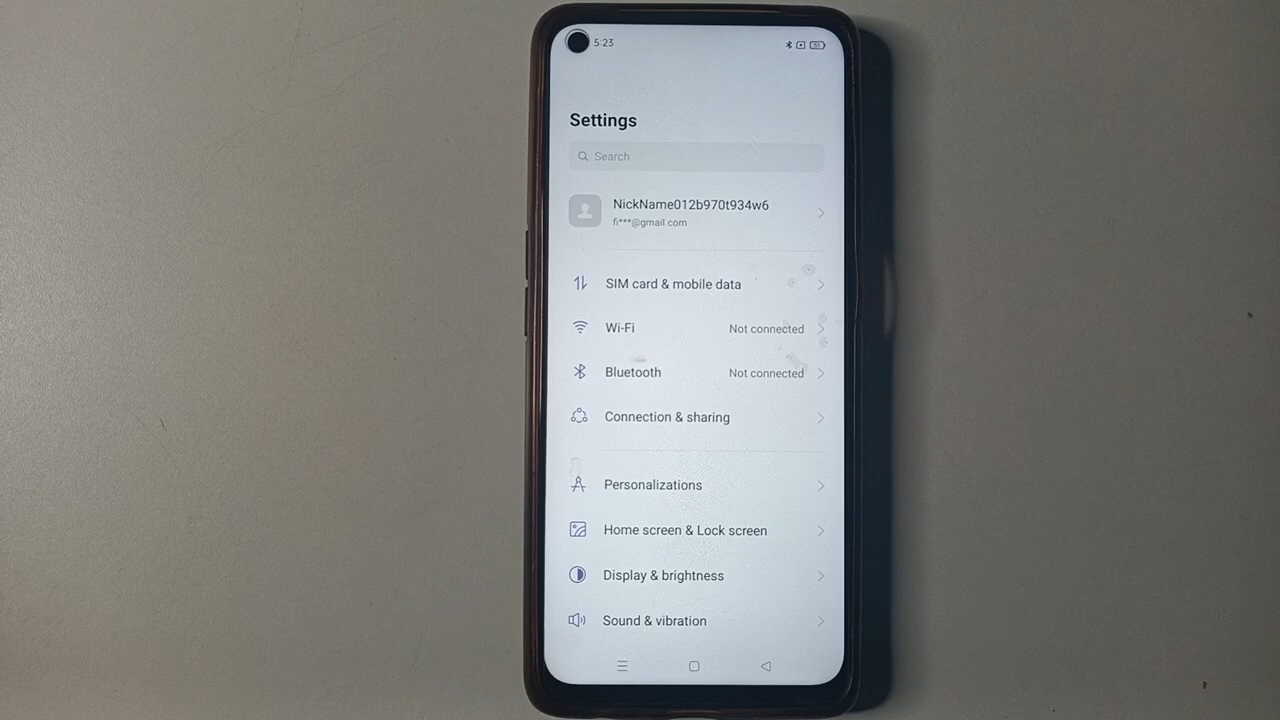 5:23
Settings
Search
NickName012b970t934w6
fi***@gmail.com
SIM card & mobile data
Wi-Fi Not connected
Bluetooth Not connected
Connection & sharing
Personalizations
Home screen & Lock screen
Display & brightness
Sound & vibration